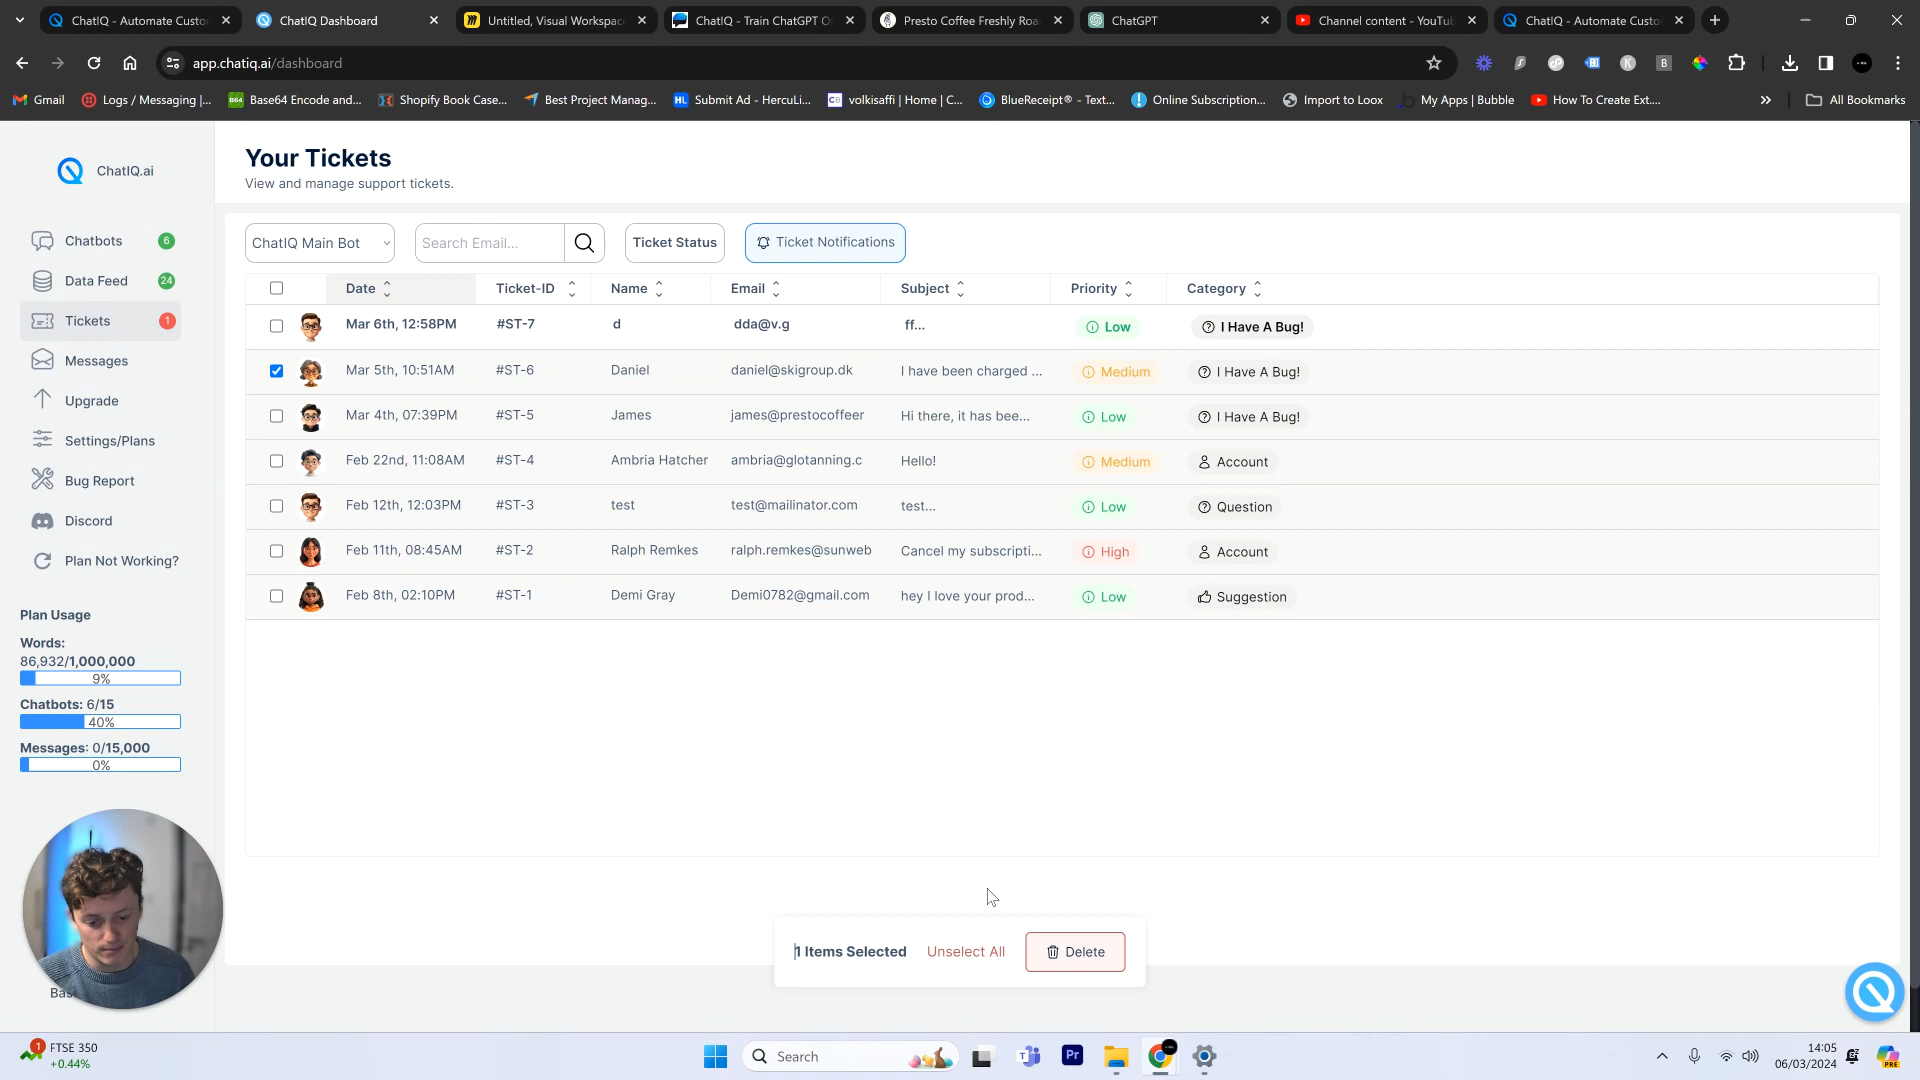 ChatIQ - Automate Custo
ChatIQ Dashboard
Untitled, Visual Workspac
ChatIQ - Train ChatGPT O
Presto Coffee Freshly Roa
ChatGPT
Channel content - YouTu
ChatIQ - Automate Custo
app.chatiq.ai/dashboard
Gmail
Logs / Messaging |...
Base64 Encode and...
Shopify Book Case...
Best Project Manag...
Submit Ad - HercuLi...
volkisaffi | Home | C...
BlueReceipt® - Text...
Online Subscription...
Import to Loox
My Apps | Bubble
How To Create Ext....
All Bookmarks
ChatIQ.ai
Chatbots 6
Data Feed 24
Tickets 1
Messages
Upgrade
Settings/Plans
Bug Report
Discord
Plan Not Working?
Plan Usage
Words:
86,932/1,000,000
9%
Chatbots: 6/15
40%
Messages: 0/15,000
0%
Your Tickets
View and manage support tickets.
ChatIQ Main Bot
Search Email...
Ticket Status
Ticket Notifications
Date Ticket-ID Name Email Subject Priority Category
Mar 6th, 12:58PM #ST-7 d dda@v.g ff... Low I Have A Bug!
Mar 5th, 10:51AM #ST-6 Daniel daniel@skigroup.dk I have been charged ... Medium I Have A Bug!
Mar 4th, 07:39PM #ST-5 James james@prestocoffeer Hi there, it has bee... Low I Have A Bug!
Feb 22nd, 11:08AM #ST-4 Ambria Hatcher ambria@glotanning.c Hello! Medium Account
Feb 12th, 12:03PM #ST-3 test test@mailinator.com test... Low Question
Feb 11th, 08:45AM #ST-2 Ralph Remkes ralph.remkes@sunweb Cancel my subscripti... High Account
Feb 8th, 02:10PM #ST-1 Demi Gray Demi0782@gmail.com hey I love your prod... Low Suggestion
1 Items Selected
Unselect All
Delete
Bas
1
FTSE 350
+0.44%
Search
Pr
14:05
06/03/2024
PRE